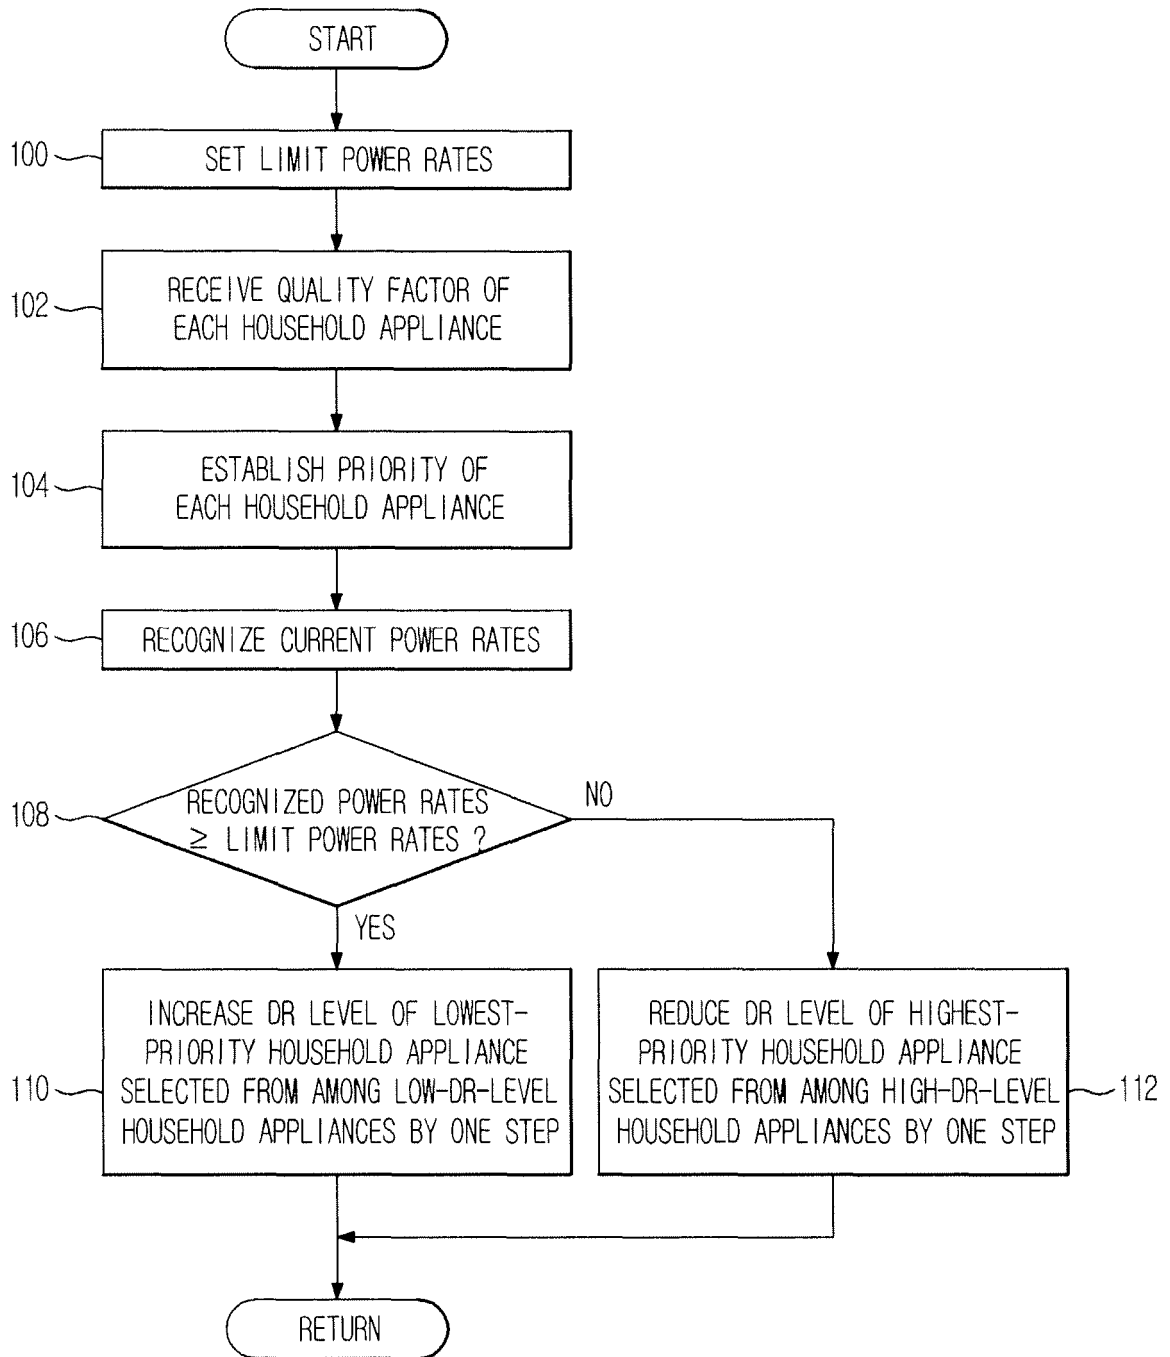 START
100
SET LIMIT POWER RATES
102
RECEIVE QUALITY FACTOR OF
EACH HOUSEHOLD APPLIANCE
104
ESTABLISH PRIORITY OF
EACH HOUSEHOLD APPLIANCE
106
RECOGNIZE CURRENT POWER RATES
108
RECOGNIZED POWER RATES
≥ LIMIT POWER RATES ?
NO
YES
110
INCREASE DR LEVEL OF LOWEST-
PRIORITY HOUSEHOLD APPLIANCE
SELECTED FROM AMONG LOW-DR-LEVEL
HOUSEHOLD APPLIANCES BY ONE STEP
REDUCE DR LEVEL OF HIGHEST-
PRIORITY HOUSEHOLD APPLIANCE
SELECTED FROM AMONG HIGH-DR-LEVEL
HOUSEHOLD APPLIANCES BY ONE STEP
112
RETURN